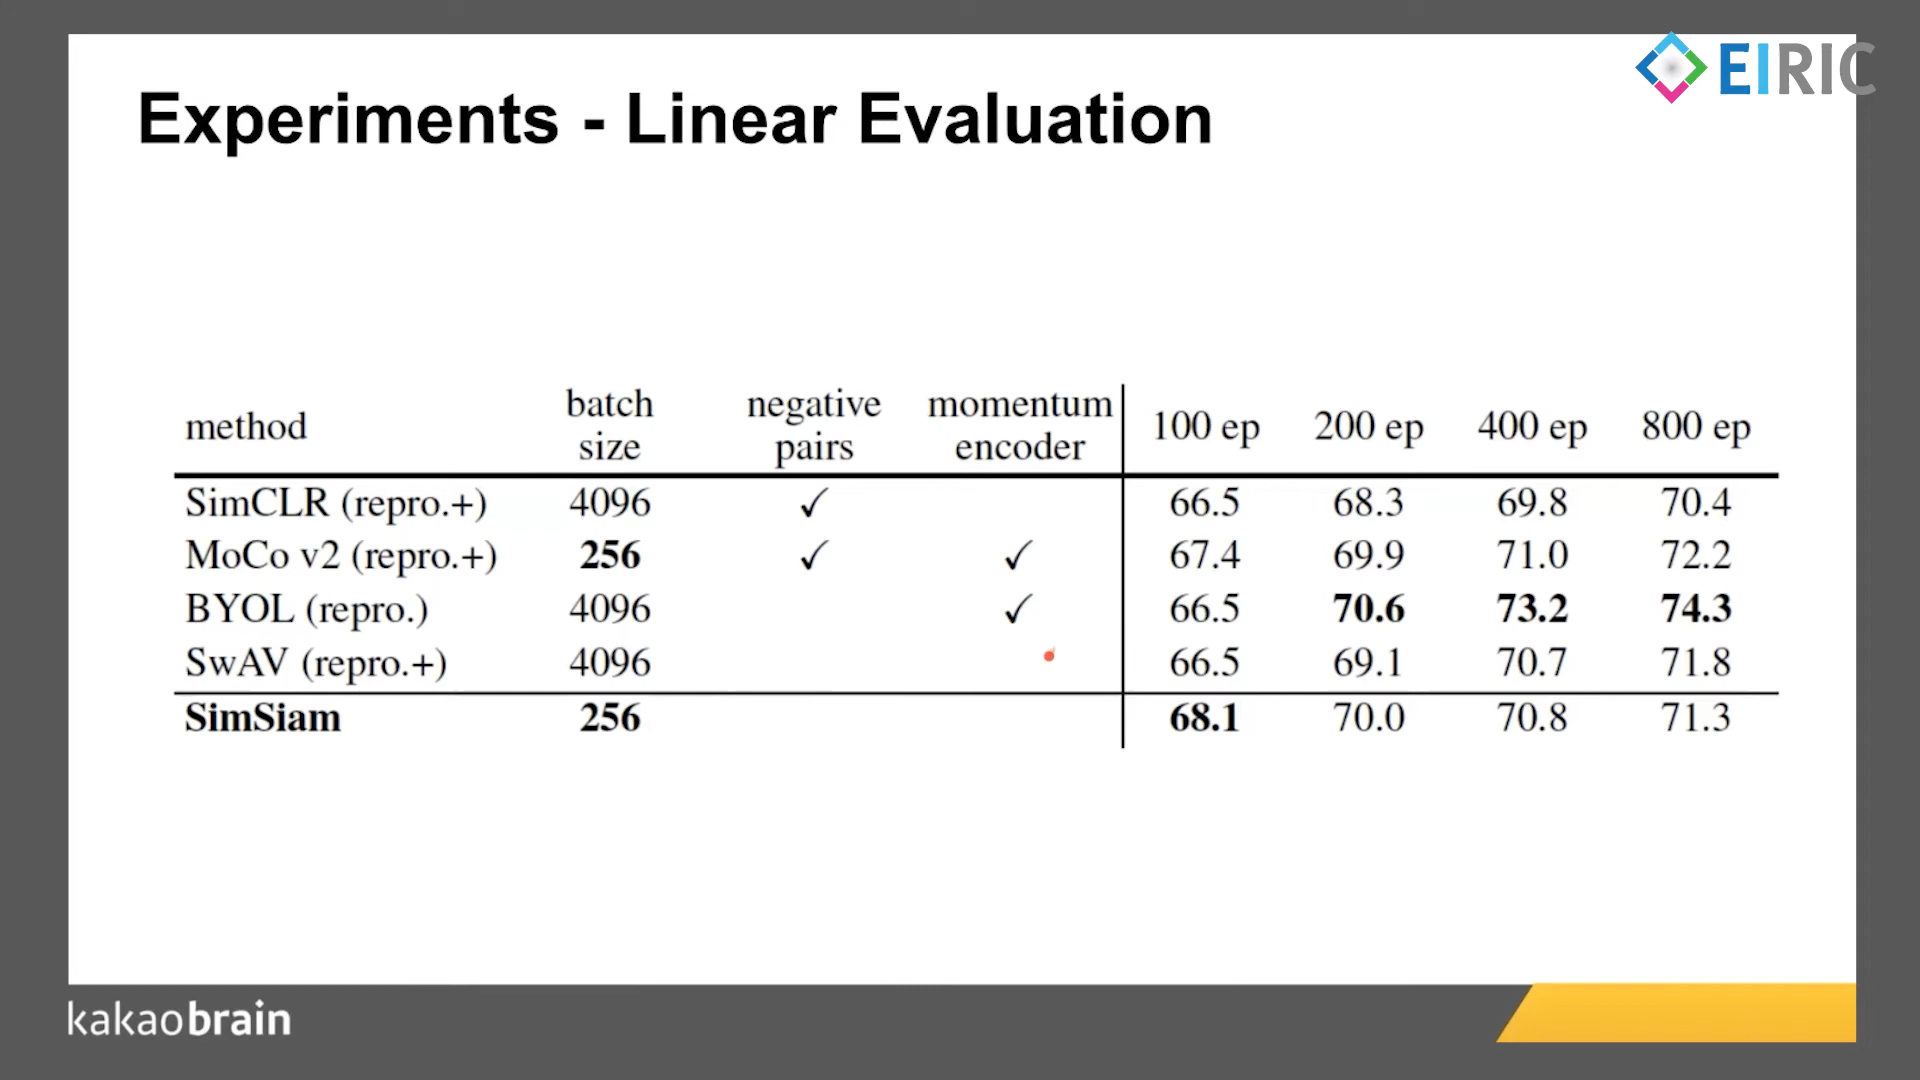 EIRIC
Experiments - Linear Evaluation
method batch size negative pairs momentum encoder 100 ep 200 ep 400 ep 800 ep
SimCLR (repro.+) 4096 ✓ 66.5 68.3 69.8 70.4
MoCo v2 (repro.+) 256 ✓ ✓ 67.4 69.9 71.0 72.2
BYOL (repro.) 4096 ✓ 66.5 70.6 73.2 74.3
SwAV (repro.+) 4096 66.5 69.1 70.7 71.8
SimSiam 256 68.1 70.0 70.8 71.3
kakaobrain